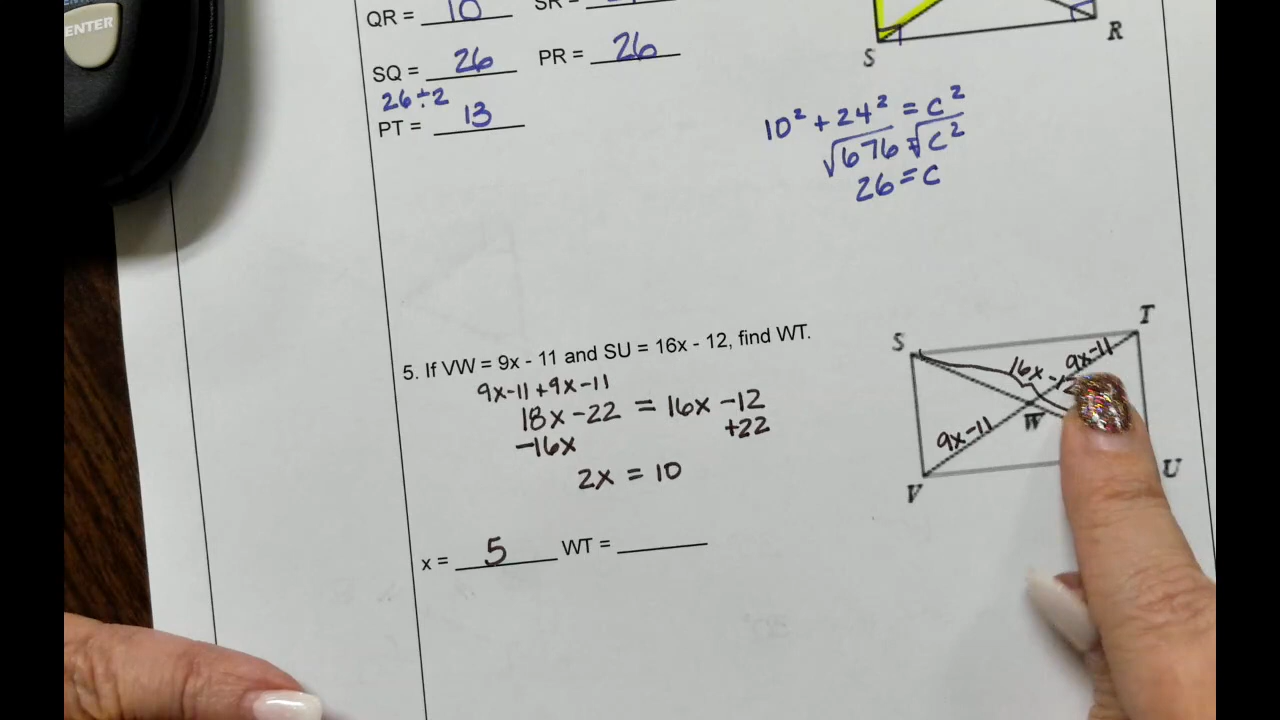 ENTER
QR = 10 SR =
SQ = 26 PR = 26
26÷2
PT = 13
S
R
10² + 24² = c²
√676 = √c²
26 = c
5. If VW = 9x - 11 and SU = 16x - 12, find WT.
9x-11 + 9x-11
18x -22 = 16x -12
-16x +22
2x = 10
x = 5 WT =
S
T
16x -
9x-11
9x-11
W
V
U